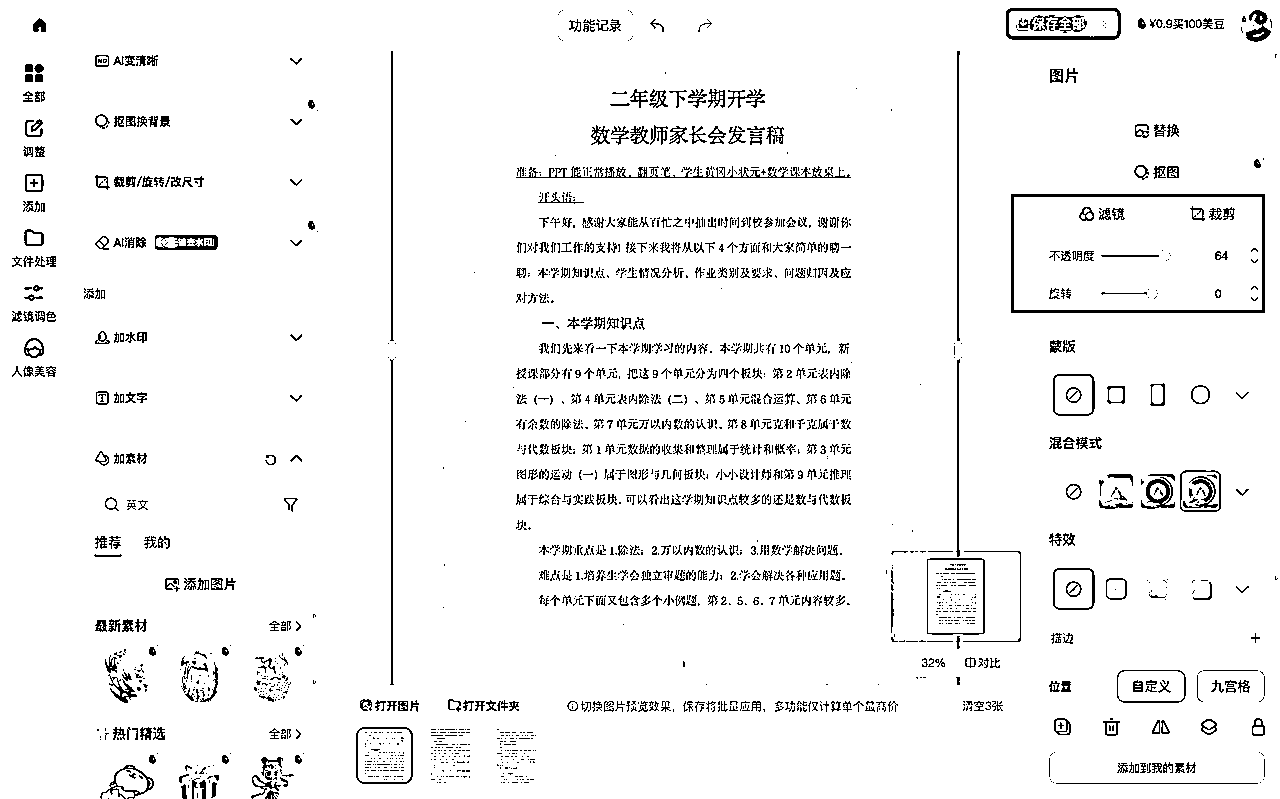 功能记录
保存全部
¥0.9买100美豆
全部
调整
添加
文件处理
滤镜调色
人像美容
AI变清晰
抠图换背景
裁剪/旋转/改尺寸
AI消除
添加
加水印
加文字
加素材
英文
推荐 我的
添加图片
最新素材 全部
热门精选 全部
二年级下学期开学
数学教师家长会发言稿
准备：PPT 能正常播放，翻页笔，学生黄冈小状元+数学课本放桌上。
开头语：
下午好，感谢大家能从百忙之中抽出时间到校参加会议，谢谢你
们对我们工作的支持！接下来我将从以下 4 个方面和大家简单的聊一
聊：本学期知识点、学生情况分析、作业类别及要求、问题归因及应
对方法。
一、本学期知识点
我们先来看一下本学期学习的内容。本学期共有 10 个单元，新
授课部分有 9 个单元，把这 9 个单元分为四个板块：第 2 单元表内除
法（一）、第 4 单元表内除法（二）、第 5 单元混合运算、第 6 单元
有余数的除法、第 7 单元万以内数的认识、第 8 单元克和千克属于数
与代数板块；第 1 单元数据的收集和整理属于统计和概率；第 3 单元
图形的运动（一）属于图形与几何板块；小小设计师和第 9 单元推理
属于综合与实践板块。可以看出这学期知识点较多的还是数与代数板
块。
本学期重点是 1.除法；2.万以内数的认识；3.用数学解决问题。
难点是 1.培养生学会独立审题的能力；2.学会解决各种应用题。
每个单元下面又包含多个小例题，第 2、5、6、7 单元内容较多。
32% 对比
打开图片 打开文件夹
切换图片预览效果，保存将批量应用，多功能仅计算单个最高价
清空3张
图片
替换
抠图
滤镜 裁剪
不透明度 64
旋转 0
蒙版
混合模式
特效
描边
位置 自定义 九宫格
添加到我的素材